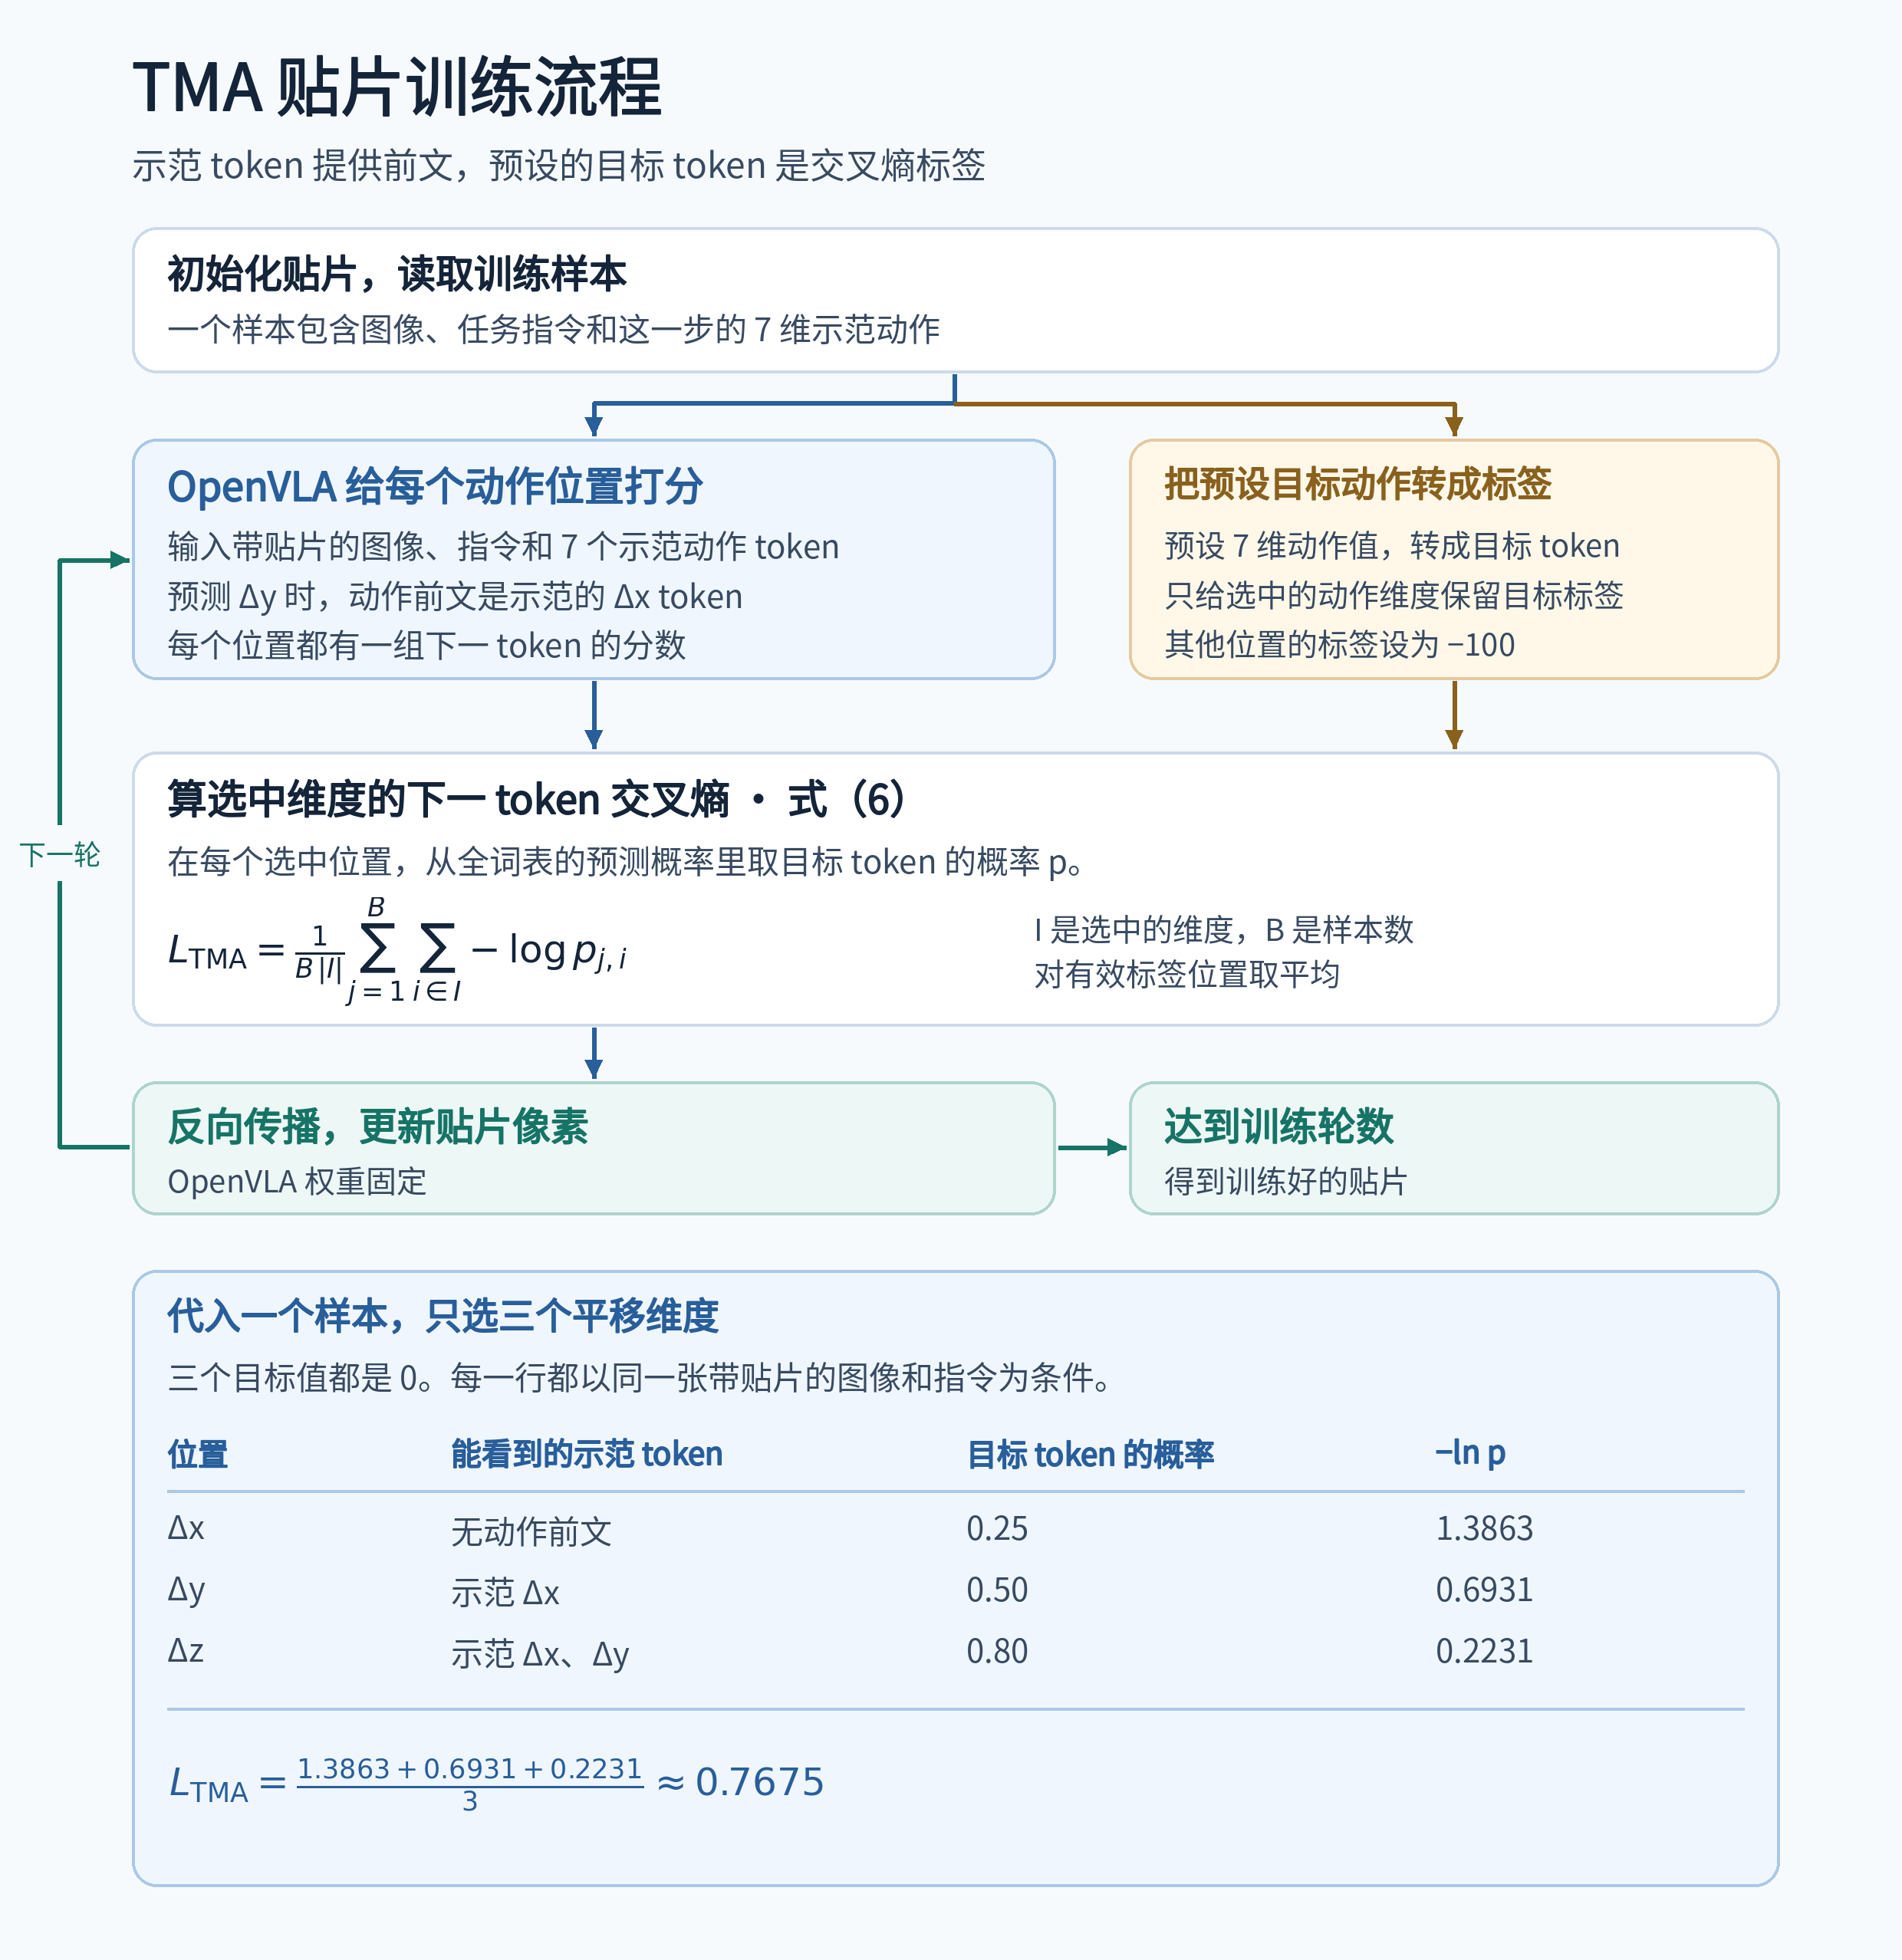 TMA 贴片训练流程
示范 token 提供前文，预设的目标 token 是交叉熵标签
初始化贴片，读取训练样本
一个样本包含图像、任务指令和这一步的 7 维示范动作
OpenVLA 给每个动作位置打分
输入带贴片的图像、指令和 7 个示范动作 token
预测 Δy 时，动作前文是示范的 Δx token
每个位置都有一组下一 token 的分数
把预设目标动作转成标签
预设 7 维动作值，转成目标 token
只给选中的动作维度保留目标标签
其他位置的标签设为 −100
下一轮
算选中维度的下一 token 交叉熵 · 式（6）
在每个选中位置，从全词表的预测概率里取目标 token 的概率 p。
L_TMA = 1/(B |I|) ∑_{j = 1}^{B} ∑_{i ∈ I} − log p_{j, i}
I 是选中的维度，B 是样本数
对有效标签位置取平均
反向传播，更新贴片像素
OpenVLA 权重固定
达到训练轮数
得到训练好的贴片
代入一个样本，只选三个平移维度
三个目标值都是 0。每一行都以同一张带贴片的图像和指令为条件。
位置 能看到的示范 token 目标 token 的概率 −ln p
Δx 无动作前文 0.25 1.3863
Δy 示范 Δx 0.50 0.6931
Δz 示范 Δx、Δy 0.80 0.2231
L_TMA = (1.3863 + 0.6931 + 0.2231)/3 ≈ 0.7675